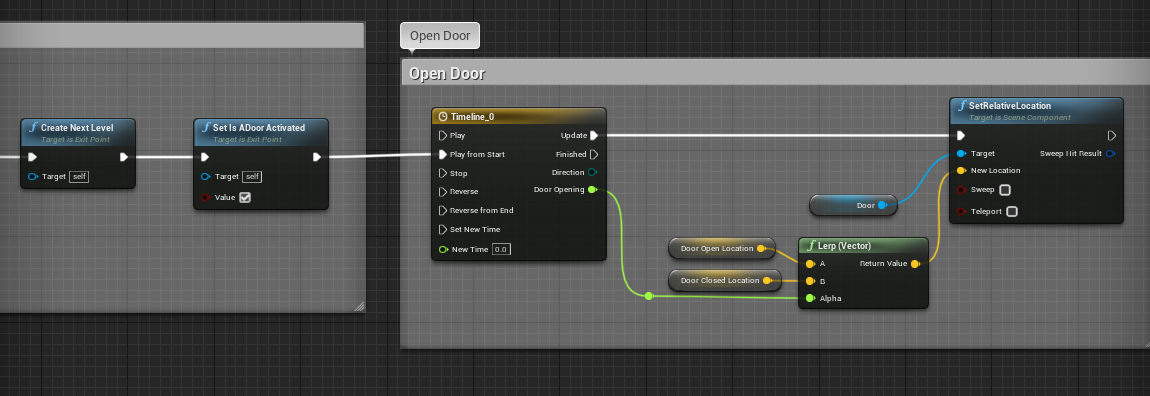 Open Door
Open Door
Create Next Level
Target is Exit Point
Target self
Set Is ADoor Activated
Target is Exit Point
Target self
Value
Timeline_0
Play Update
Play from Start Finished
Stop Direction
Reverse Door Opening
Reverse from End
Set New Time
New Time 0.0
SetRelativeLocation
Target is Scene Component
Target Sweep Hit Result
New Location
Sweep
Teleport
Door
Door Open Location
Door Closed Location
Lerp (Vector)
A Return Value
B
Alpha